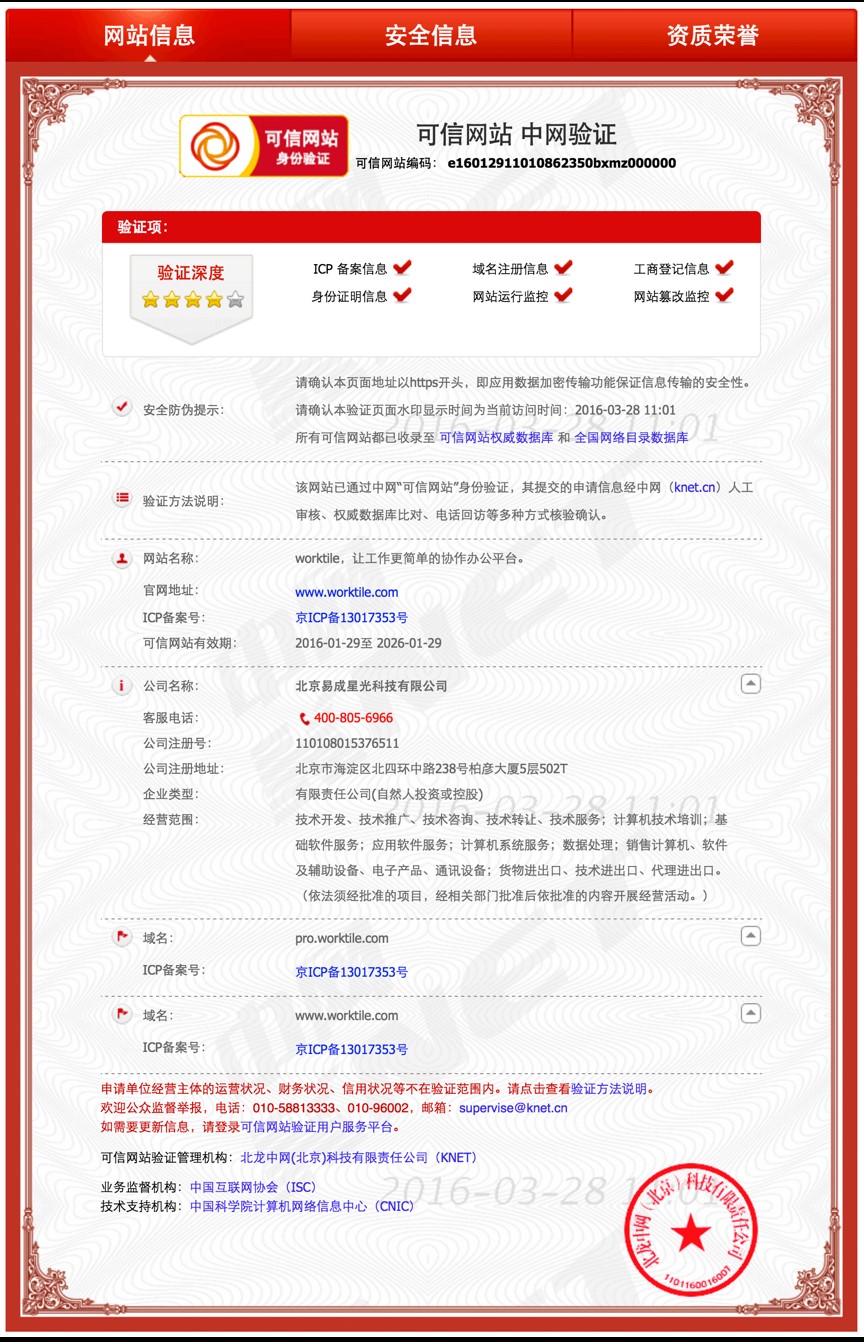 网站信息
安全信息
资质荣誉
可信网站
身份验证
可信网站 中网验证
可信网站编码： e16012911010862350bxmz000000
验证项：
验证深度
ICP 备案信息
域名注册信息
工商登记信息
身份证明信息
网站运行监控
网站篡改监控
安全防伪提示：
请确认本页面地址以https开头，即应用数据加密传输功能保证信息传输的安全性。
请确认本验证页面水印显示时间为当前访问时间：2016-03-28 11:01
所有可信网站都已收录至 可信网站权威数据库 和 全国网络目录数据库
2016-03-28 11:01
验证方法说明：
该网站已通过中网“可信网站”身份验证，其提交的申请信息经中网（knet.cn）人工
审核、权威数据库比对、电话回访等多种方式核验确认。
网站名称：
worktile，让工作更简单的协作办公平台。
官网地址：
www.worktile.com
ICP备案号：
京ICP备13017353号
可信网站有效期：
2016-01-29至 2026-01-29
公司名称：
北京易成星光科技有限公司
客服电话：
400-805-6966
公司注册号：
110108015376511
公司注册地址：
北京市海淀区北四环中路238号柏彦大厦5层502T
企业类型：
有限责任公司(自然人投资或控股)
2016-03-28 11:01
经营范围：
技术开发、技术推广、技术咨询、技术转让、技术服务；计算机技术培训；基
础软件服务；应用软件服务；计算机系统服务；数据处理；销售计算机、软件
及辅助设备、电子产品、通讯设备；货物进出口、技术进出口、代理进出口。
（依法须经批准的项目，经相关部门批准后依批准的内容开展经营活动。）
域名：
pro.worktile.com
ICP备案号：
京ICP备13017353号
域名：
www.worktile.com
ICP备案号：
京ICP备13017353号
申请单位经营主体的运营状况、财务状况、信用状况等不在验证范围内。请点击查看验证方法说明。
欢迎公众监督举报，电话：010-58813333、010-96002，邮箱：supervise@knet.cn
如需要更新信息，请登录可信网站验证用户服务平台。
可信网站验证管理机构：北龙中网(北京)科技有限责任公司（KNET）
业务监督机构：中国互联网协会（ISC）
技术支持机构：中国科学院计算机网络信息中心（CNIC）
2016-03-28 11:01
北龙中网（北京）科技有限责任公司
1101160016007